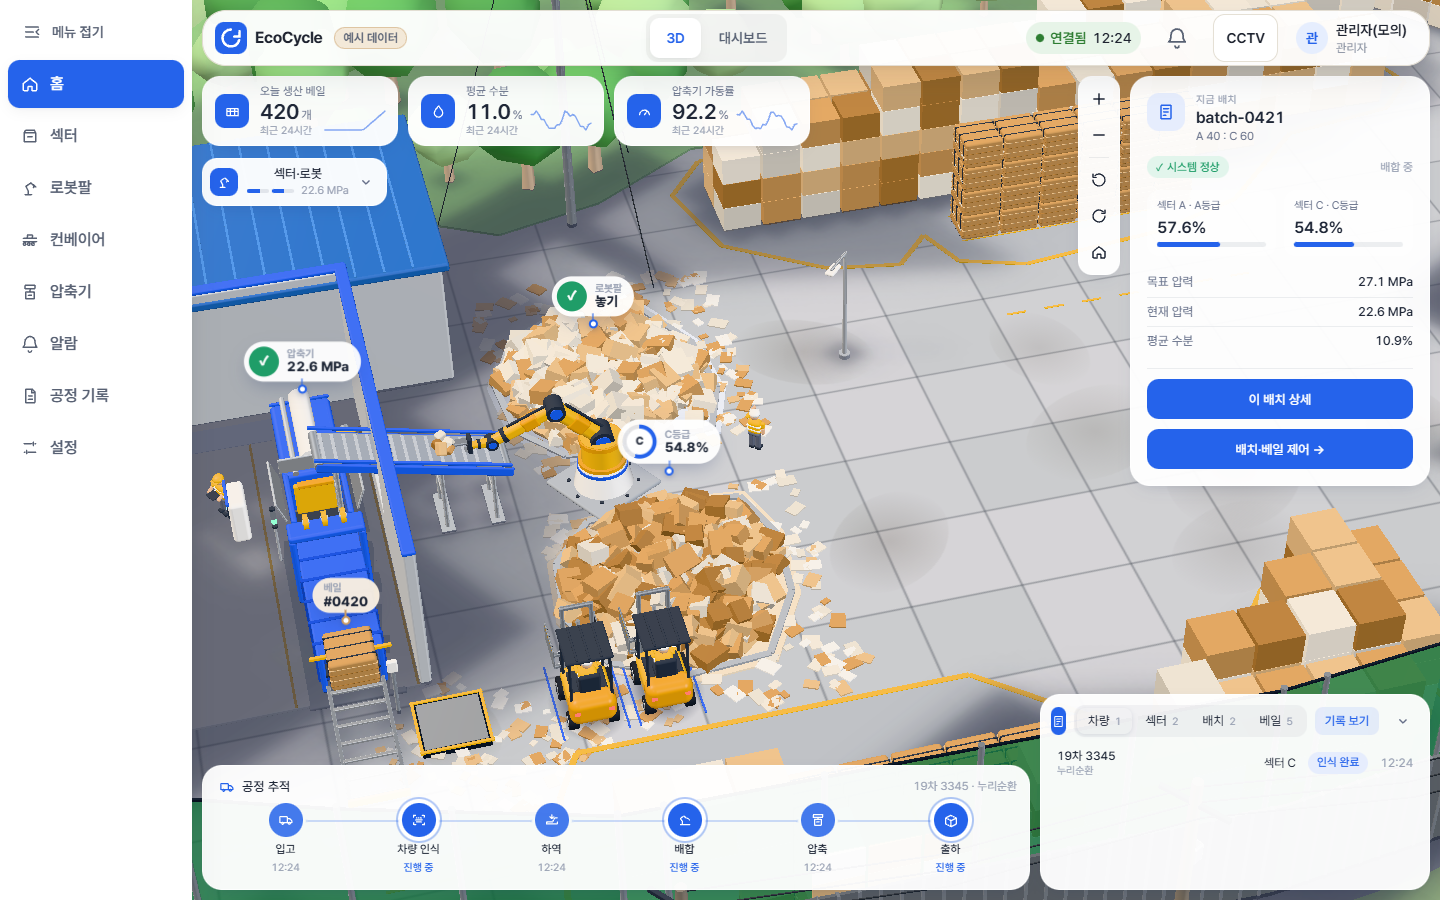 메뉴 접기
홈
섹터
로봇팔
컨베이어
압축기
알람
공정 기록
설정
EcoCycle 예시 데이터
3D 대시보드
연결됨 12:24
CCTV
관 관리자(모의)
관리자
오늘 생산 베일
420개
최근 24시간
평균 수분
11.0%
최근 24시간
압축기 가동률
92.2%
최근 24시간
섹터·로봇
22.6 MPa
로봇팔
놓기
압축기
22.6 MPa
C
C등급
54.8%
베일
#0420
지금 배치
batch-0421
A 40 : C 60
✓ 시스템 정상 배합 중
섹터 A · A등급
57.6%
섹터 C · C등급
54.8%
목표 압력 27.1 MPa
현재 압력 22.6 MPa
평균 수분 10.9%
이 배치 상세
배치·베일 제어 →
차량 1 섹터 2 배치 2 베일 5 기록 보기
19차 3345
누리순환
섹터 C 인식 완료 12:24
공정 추적 19차 3345 · 누리순환
입고 차량 인식 하역 배합 압축 출하
12:24 진행 중 12:24 진행 중 12:24 진행 중